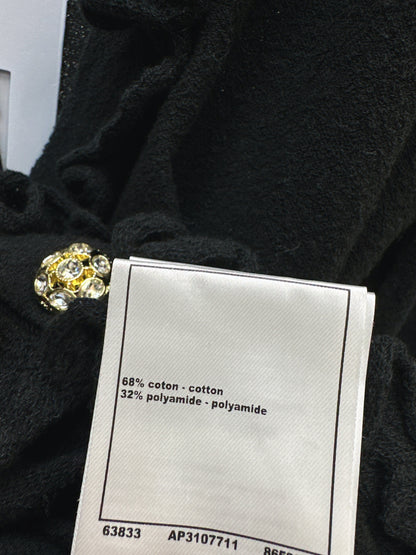 68% coton - cotton
32% polyamide - polyamide
63833 AP3107711